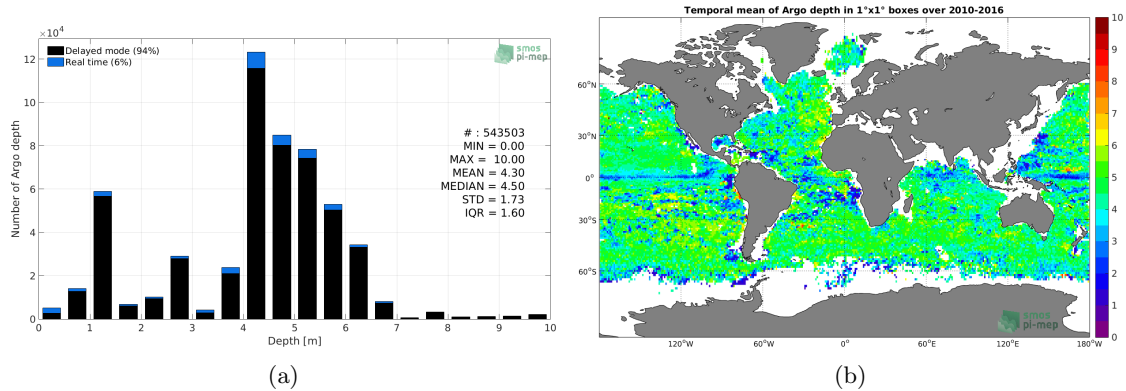 ×10⁴
Delayed mode (94%)
Real time (6%)
smos
pi-mep
12
10
8
6
4
2
0
Number of Argo depth
# : 543503
MIN = 0.00
MAX = 10.00
MEAN = 4.30
MEDIAN = 4.50
STD = 1.73
IQR = 1.60
0 1 2 3 4 5 6 7 8 9 10
Depth [m]
(a)
Temporal mean of Argo depth in 1°x1° boxes over 2010-2016
60°N
30°N
0°
30°S
60°S
120°W 60°W 0° 60°E 120°E 180°W
smos
pi-mep
10
9
8
7
6
5
4
3
2
1
0
(b)